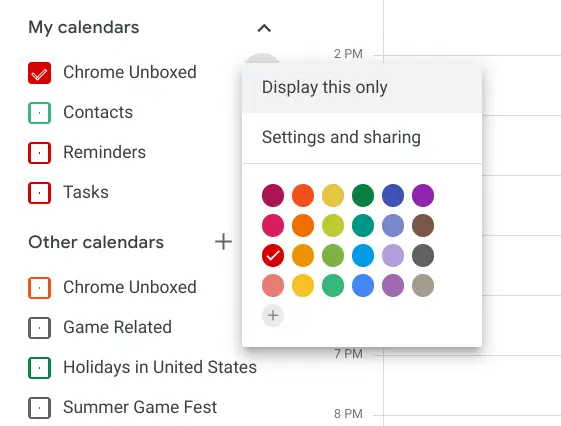 My calendars
2 PM
Chrome Unboxed
Display this only
Contacts
Settings and sharing
Reminders
Tasks
Other calendars
+
Chrome Unboxed
+
Game Related
7 PM
Holidays in United States
Summer Game Fest
8 PM